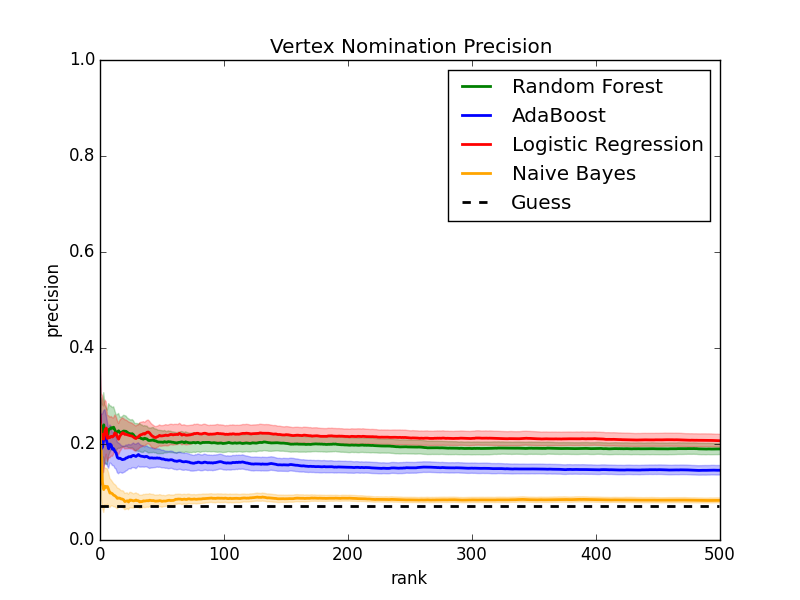 Vertex Nomination Precision
1.0
0.8
0.6
0.4
0.2
0.0
precision
Random Forest
AdaBoost
Logistic Regression
Naive Bayes
Guess
0 100 200 300 400 500
rank